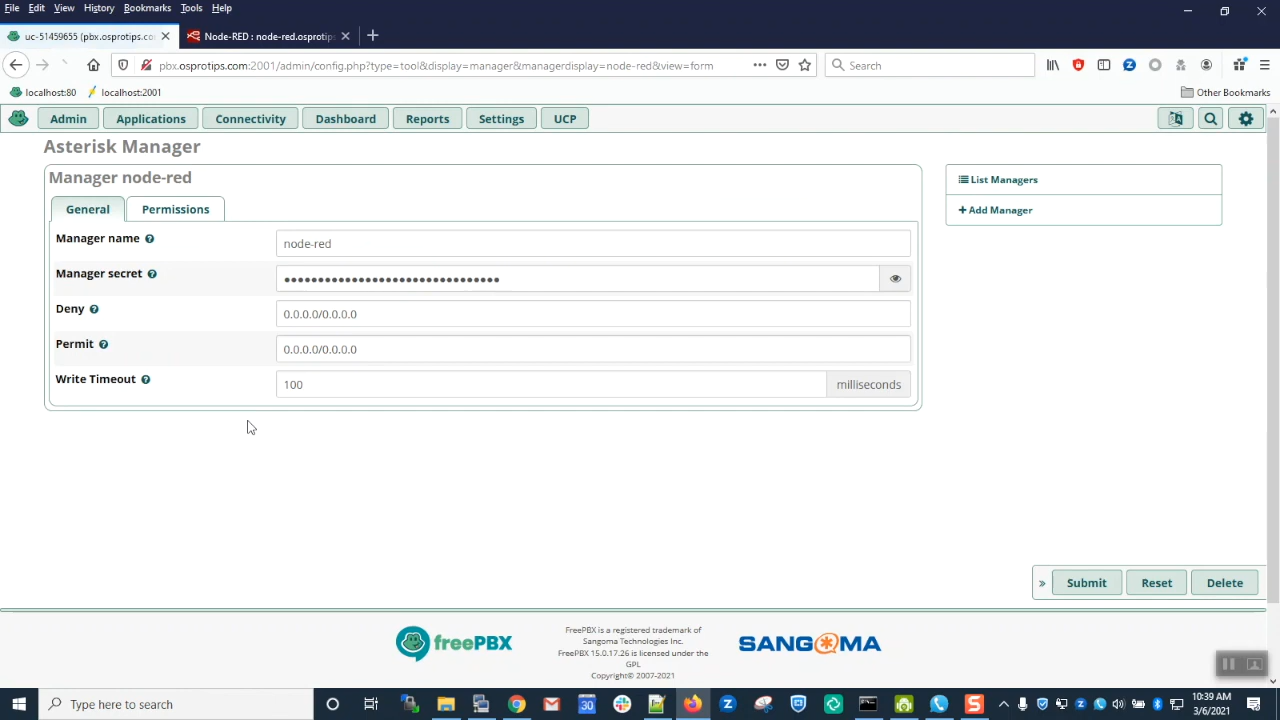 File Edit View History Bookmarks Tools Help
uc-51459655 (pbx.osprotips.co
Node-RED : node-red.osprotips
pbx.osprotips.com:2001/admin/config.php?type=tool&display=manager&managerdisplay=node-red&view=form
Search
localhost:80 localhost:2001 Other Bookmarks
Admin Applications Connectivity Dashboard Reports Settings UCP
Asterisk Manager
Manager node-red
List Managers
Add Manager
General Permissions
Manager name node-red
Manager secret
Deny 0.0.0.0/0.0.0.0
Permit 0.0.0.0/0.0.0.0
Write Timeout 100 milliseconds
Submit Reset Delete
freePBX
FreePBX is a registered trademark of
Sangoma Technologies Inc.
FreePBX 15.0.17.26 is licensed under the
GPL
Copyright© 2007-2021
SANGOMA
Type here to search
10:39 AM
3/6/2021